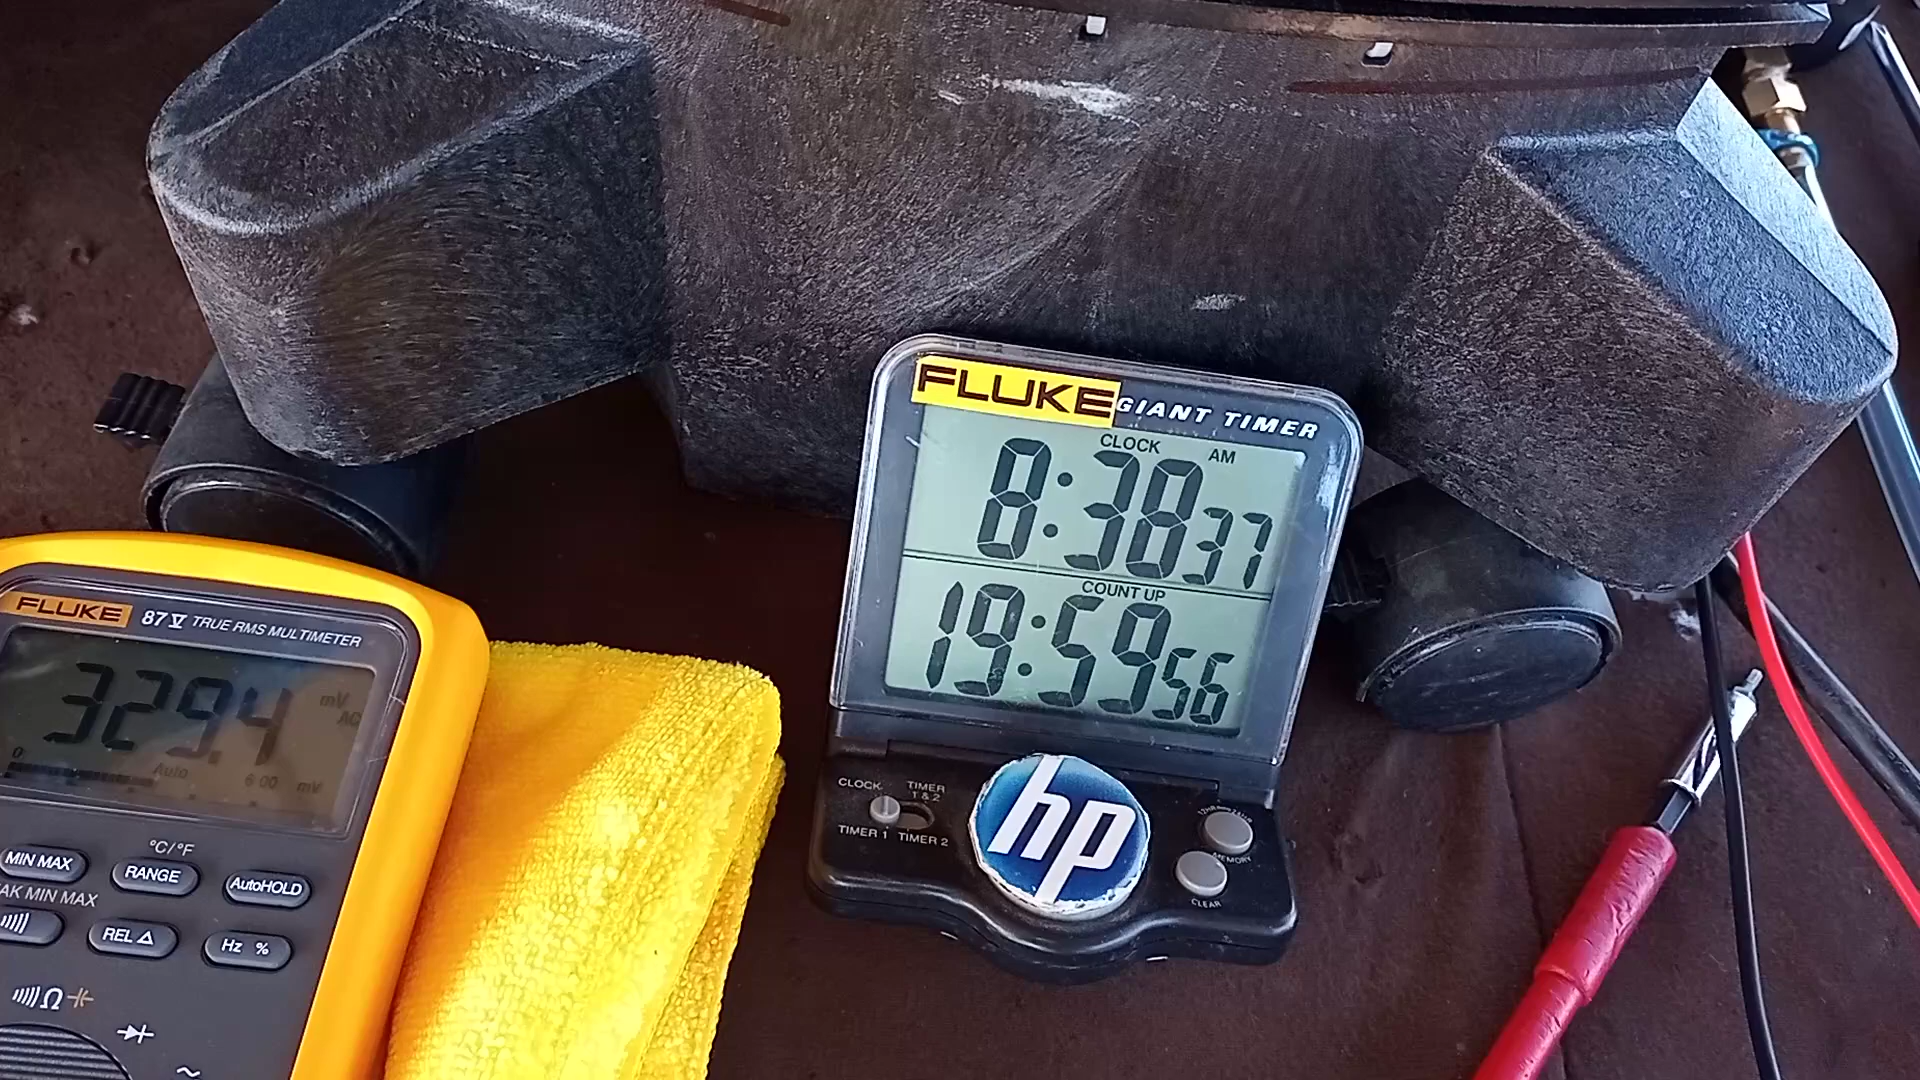 FLUKE GIANT TIMER
CLOCK AM
8:38 37
COUNT UP
19:59 56
CLOCK TIMER 1 & 2
TIMER 1 TIMER 2
hp
MEMORY
CLEAR
FLUKE 87 V TRUE RMS MULTIMETER
329.4 mV AC
0 Auto 600 mV
°C/°F
MIN MAX RANGE AutoHOLD
AK MIN MAX
REL Δ Hz %
Ω